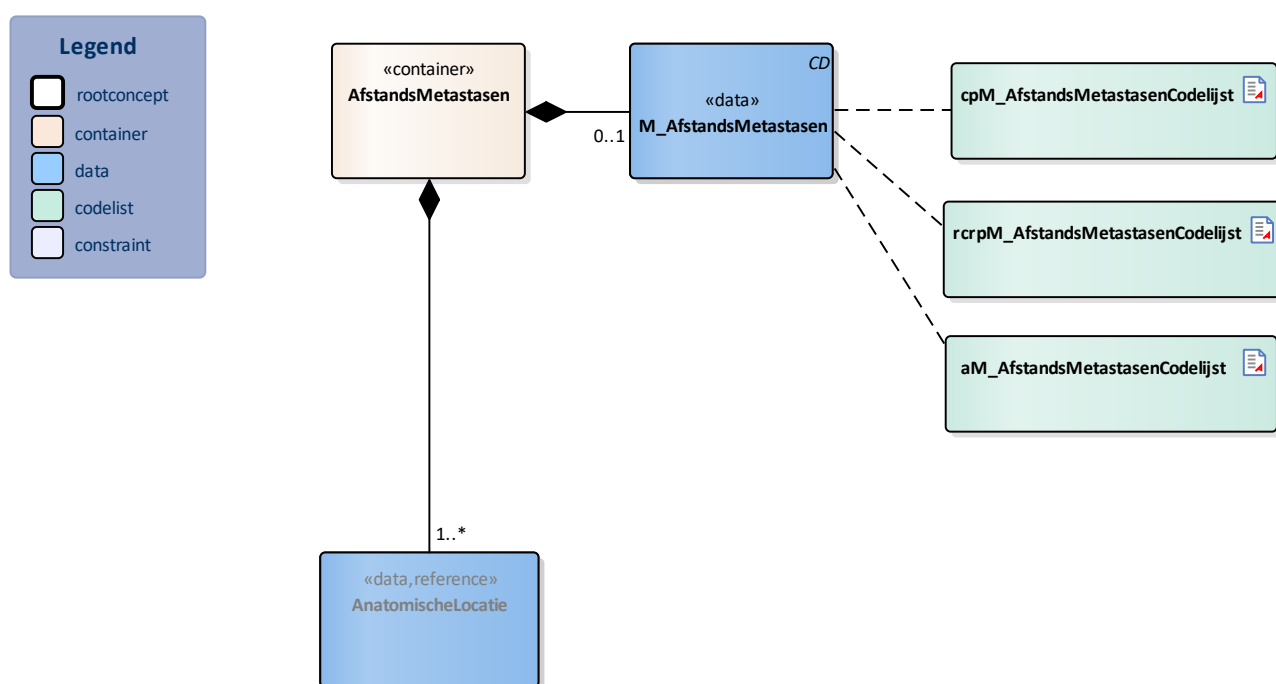 Legend
rootconcept
container
data
codelist
constraint
«container»
AfstandsMetastasen
0..1
CD
«data»
M_AfstandsMetastasen
cpM_AfstandsMetastasenCodelijst
rcrpM_AfstandsMetastasenCodelijst
aM_AfstandsMetastasenCodelijst
1..*
«data,reference»
AnatomischeLocatie